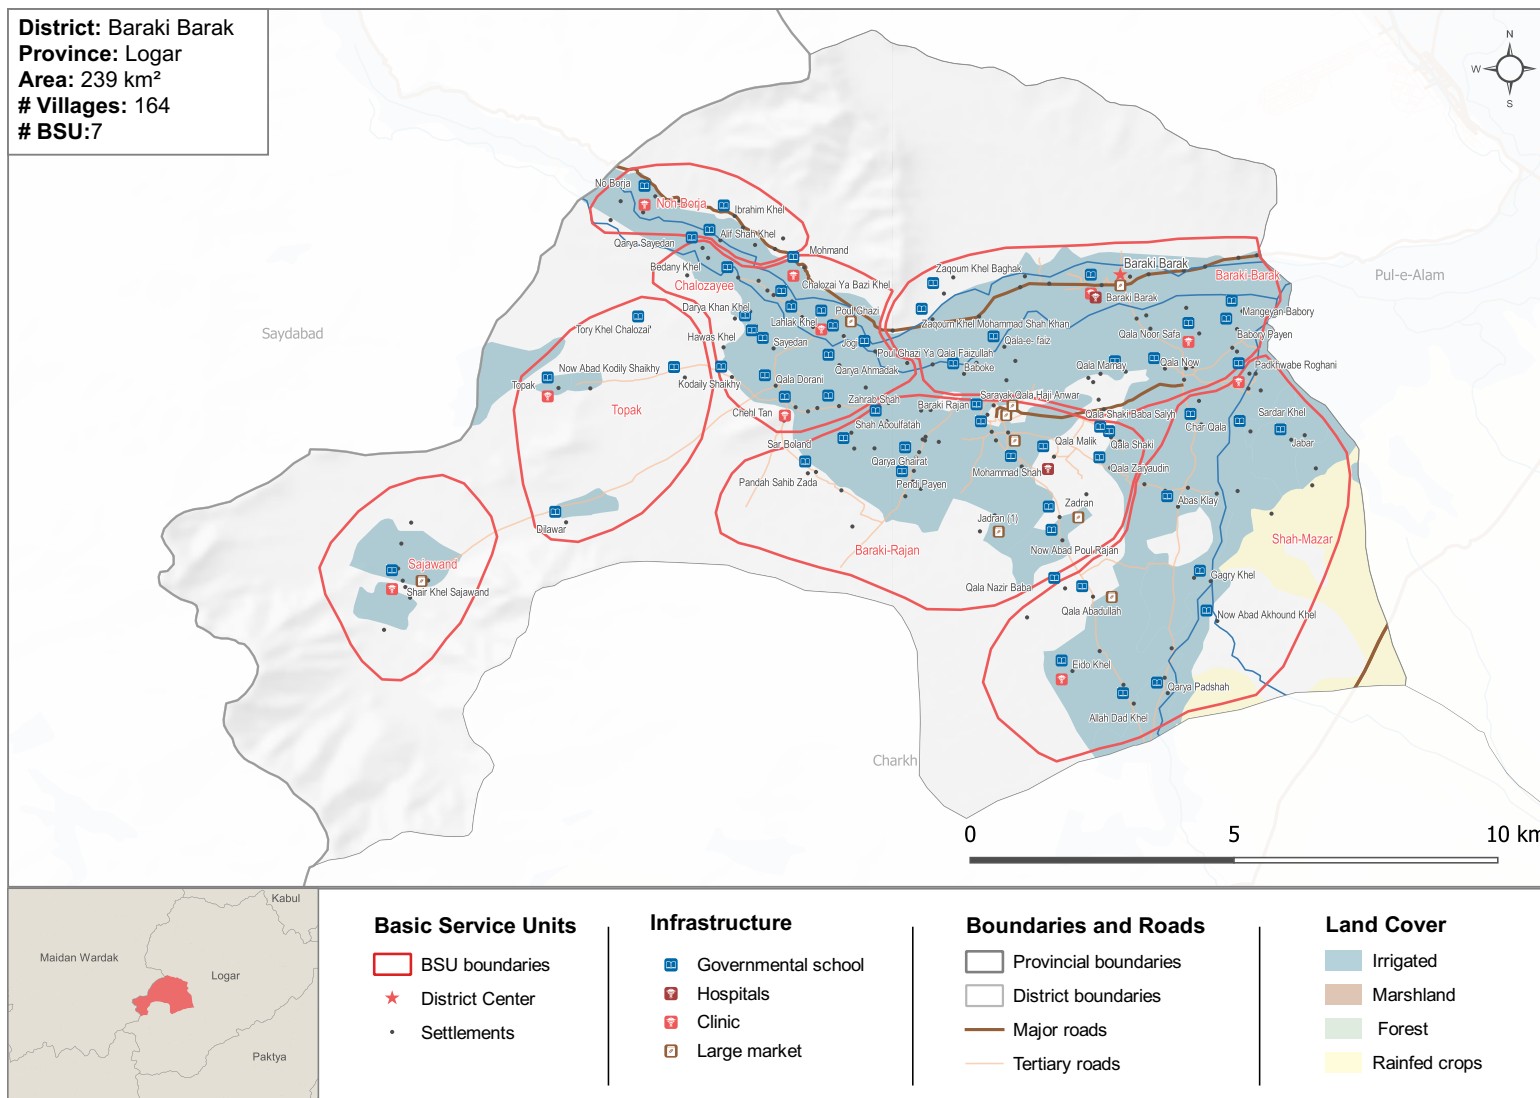 District: Baraki Barak
Province: Logar
Area: 239 km²
# Villages: 164
# BSU:7
N
W
S
No Borja
Noh-Borja
Ibrahim Khel
Alif Shah Khel
Qarya Sayedan
Mohmand
Bedany Khel
Chalozayee
Chalozai Ya Bazi Khel
Zaqoum Khel Baghak
Baraki Barak
Baraki-Barak
Pul-e-Alam
Baraki Barak
Darya Khan Khel
Poul Ghazi
Mangeyan Babory
Saydabad
Tory Khel Chalozai
Lahlak Khel
Zaqoum Khel Mohammad Shah Khan
Qala Noor Safa
Babory Payen
Hawas Khel
Sayedan
Jogi
Qala-e- faiz
Poul Ghazi Ya Qala Faizullah
Now Abad Kodily Shaikhy
Qarya Ahmadak
Baboke
Qala Mamay
Qala Now
Padkhwabe Roghani
Topak
Kodaily Shaikhy
Qala Dorani
Topak
Chehl Tan
Zahrab Shah
Baraki Rajan
Sarayak Qala Haji Anwar
Qala Shaki Baba Salyh
Sardar Khel
Shah Aboulfatah
Char Qala
Sar Boland
Qala Malik
Qala Shaki
Jabar
Qarya Ghairat
Mohammad Shah
Qala Zaiyaudin
Pandah Sahib Zada
Pendi Payen
Zadran
Abas Klay
Jadran (1)
Dilawar
Baraki-Rajan
Now Abad Poul Rajan
Shah-Mazar
Sajawand
Gagry Khel
Shair Khel Sajawand
Qala Nazir Baba
Qala Abadullah
Now Abad Akhound Khel
Eido Khel
Qarya Padshah
Allah Dad Khel
Charkh
0 5 10 km
Kabul
Maidan Wardak
Logar
Paktya
Basic Service Units
BSU boundaries
District Center
Settlements
Infrastructure
Governmental school
Hospitals
Clinic
Large market
Boundaries and Roads
Provincial boundaries
District boundaries
Major roads
Tertiary roads
Land Cover
Irrigated
Marshland
Forest
Rainfed crops